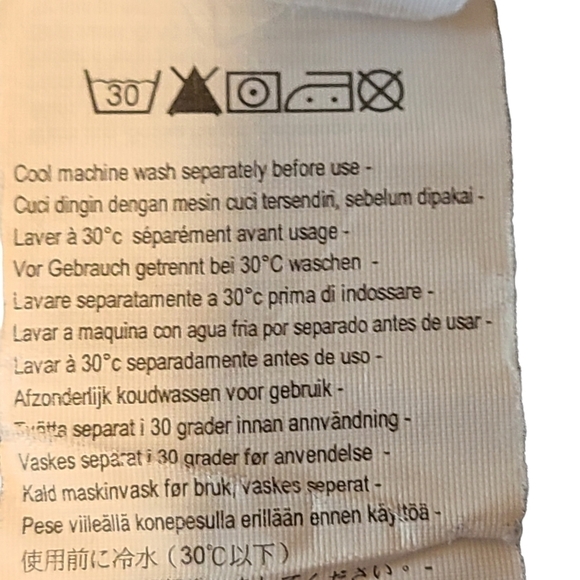 30
Cool machine wash separately before use -
Cuci dingin dengan mesin cuci tersendiri, sebelum dipakai -
Laver à 30°c séparément avant usage -
Vor Gebrauch getrennt bei 30°C waschen -
Lavare separatamente a 30°c prima di indossare -
Lavar a maquina con agua fria por separado antes de usar -
Lavar à 30°c separadamente antes de uso -
Afzonderlijk koudwassen voor gebruik -
separat i 30 grader innan annvändning -
Vaskes separat i 30 grader før anvendelse -
Kald maskinvask før bruk, vaskes seperat -
Pese viileällä konepesulla erillään ennen käyttöä -
使用前に冷水（30℃以下）
ださい。-